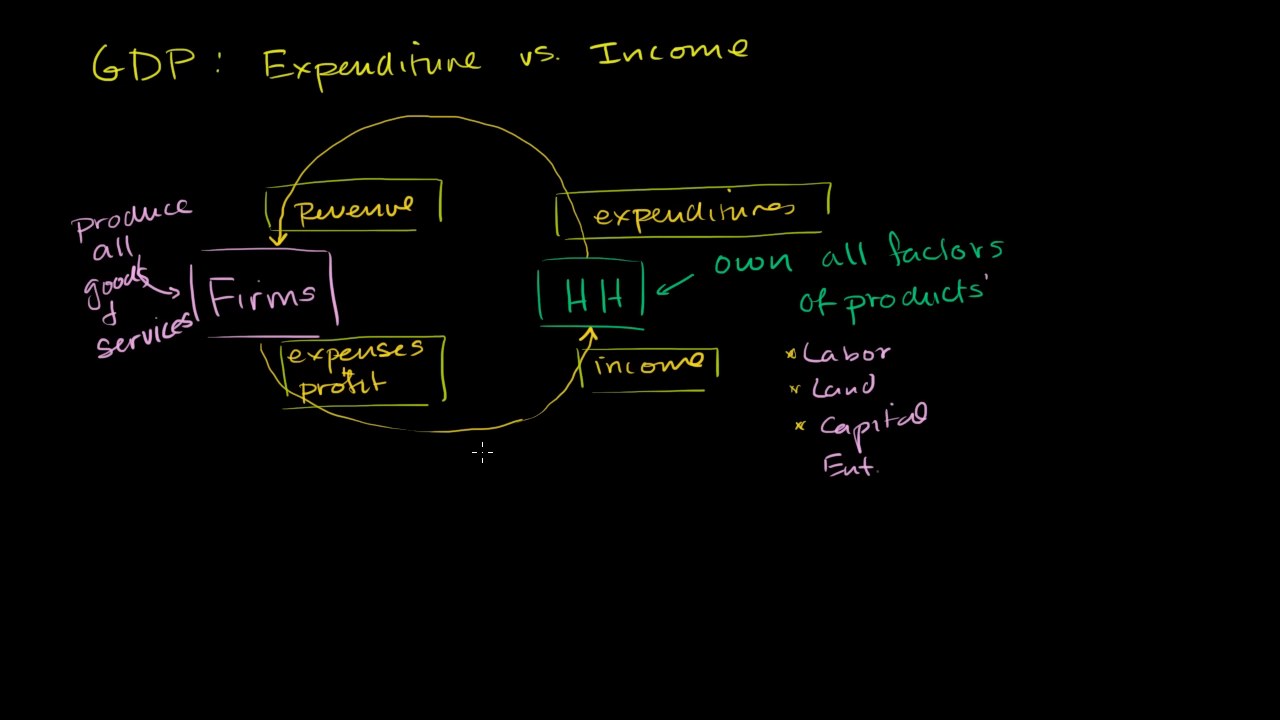 GDP: Expenditure vs. Income
Revenue
expenditures
Produce
all
goods
&
services
Firms
HH
own all factors
of products'
expenses
&
profit
income
* Labor
* Land
* Capital
Ent.